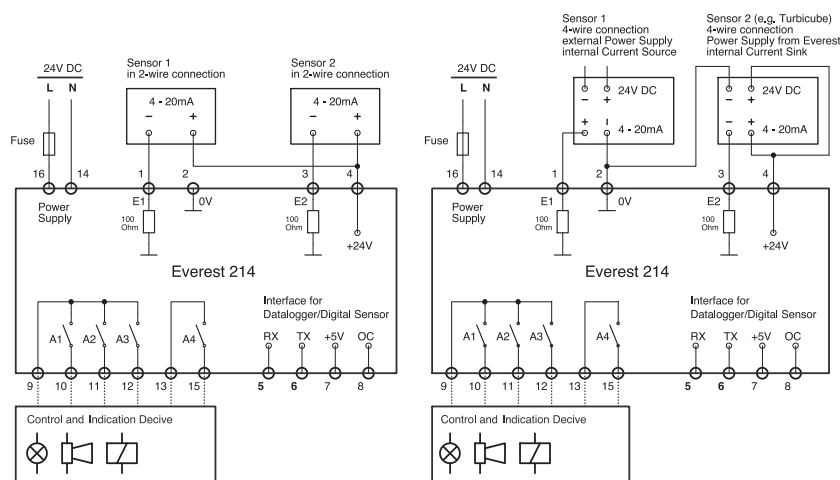 24V DC
L N
Fuse
16 14
Sensor 1
in 2-wire connection
Sensor 2
in 2-wire connection
4 - 20mA
− +
4 - 20mA
− +
1 2 3 4
Power
Supply
E1
0V
E2
100
Ohm
100
Ohm
+24V
Everest 214
Interface for
Datalogger/Digital Sensor
A1 A2 A3 A4
RX TX +5V OC
9 10 11 12 13 15 5 6 7 8
Control and Indication Decive
24V DC
L N
Fuse
16 14
Sensor 1
4-wire connection
external Power Supply
internal Current Source
Sensor 2 (e.g. Turbicube)
4-wire connection
Power Supply from Everest
internal Current Sink
− + 24V DC
+ − 4 - 20mA
− + 24V DC
− + 4 - 20mA
1 2 3 4
Power
Supply
E1
0V
E2
100
Ohm
100
Ohm
+24V
Everest 214
Interface for
Datalogger/Digital Sensor
A1 A2 A3 A4
RX TX +5V OC
9 10 11 12 13 15 5 6 7 8
Control and Indication Decive